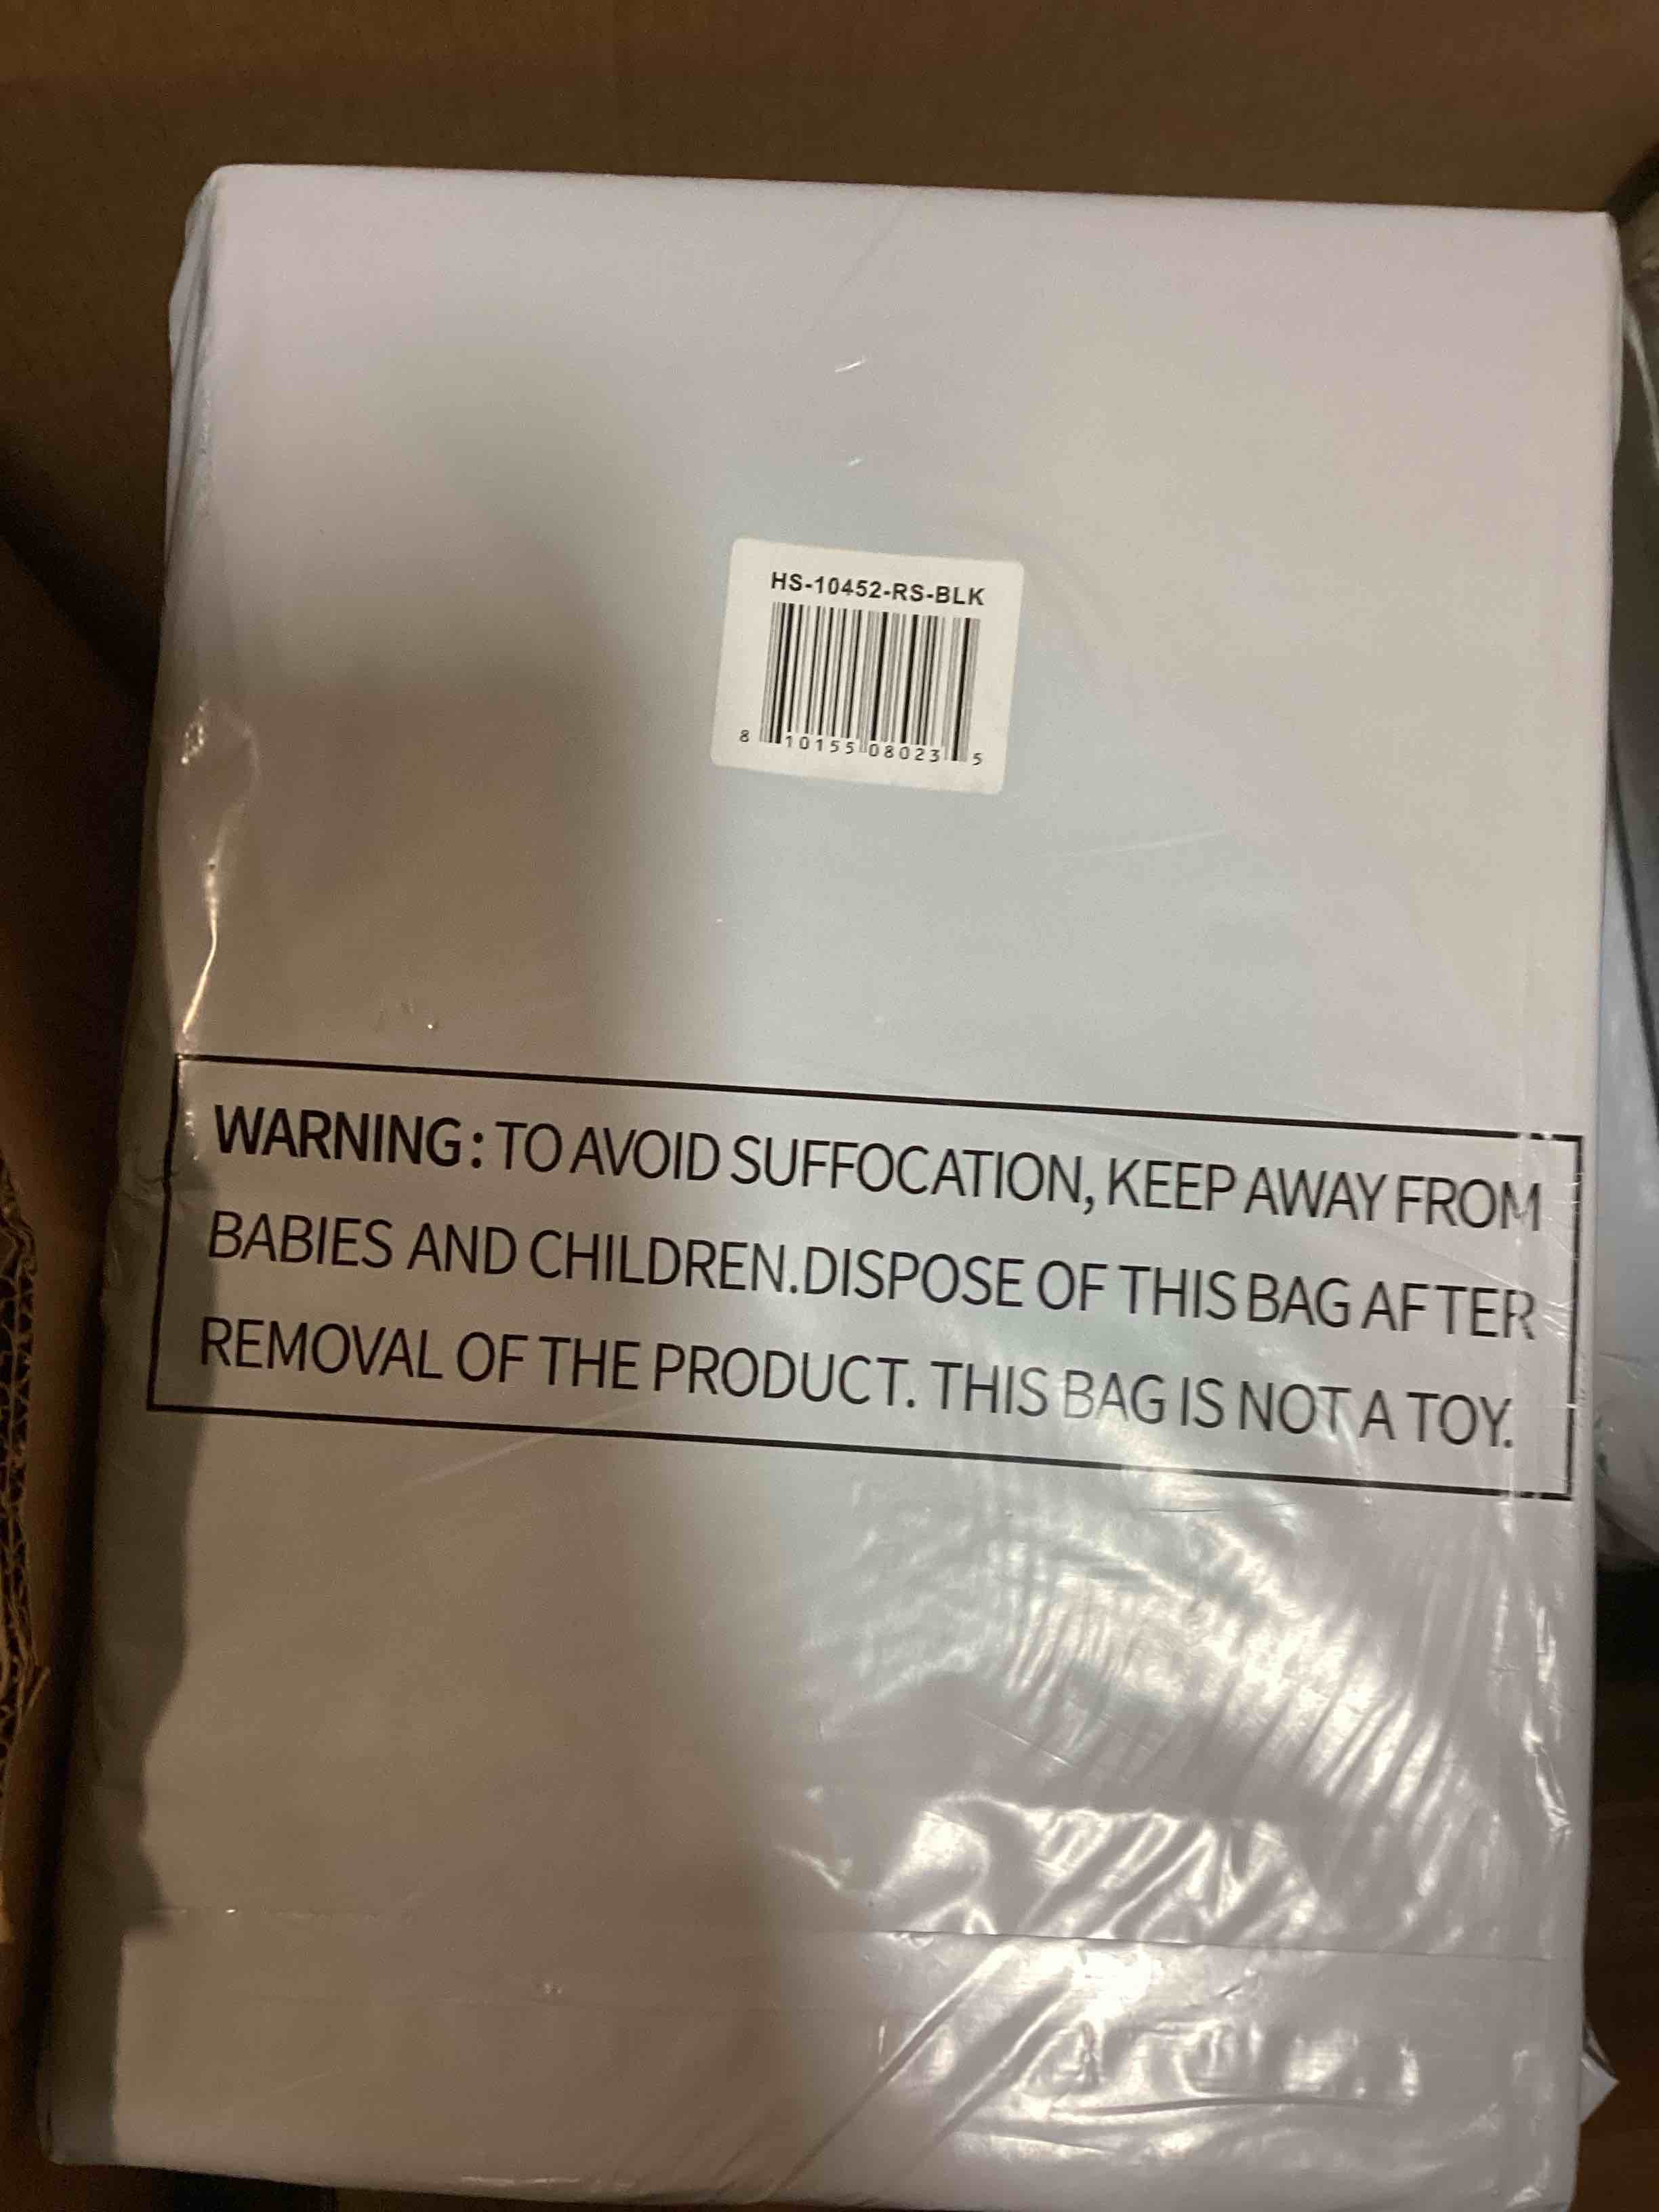 HS-10452-RS-BLK
8 10155 08023 5
WARNING: TO AVOID SUFFOCATION, KEEP AWAY FROM
BABIES AND CHILDREN.DISPOSE OF THIS BAG AFTER
REMOVAL OF THE PRODUCT. THIS BAG IS NOT A TOY.